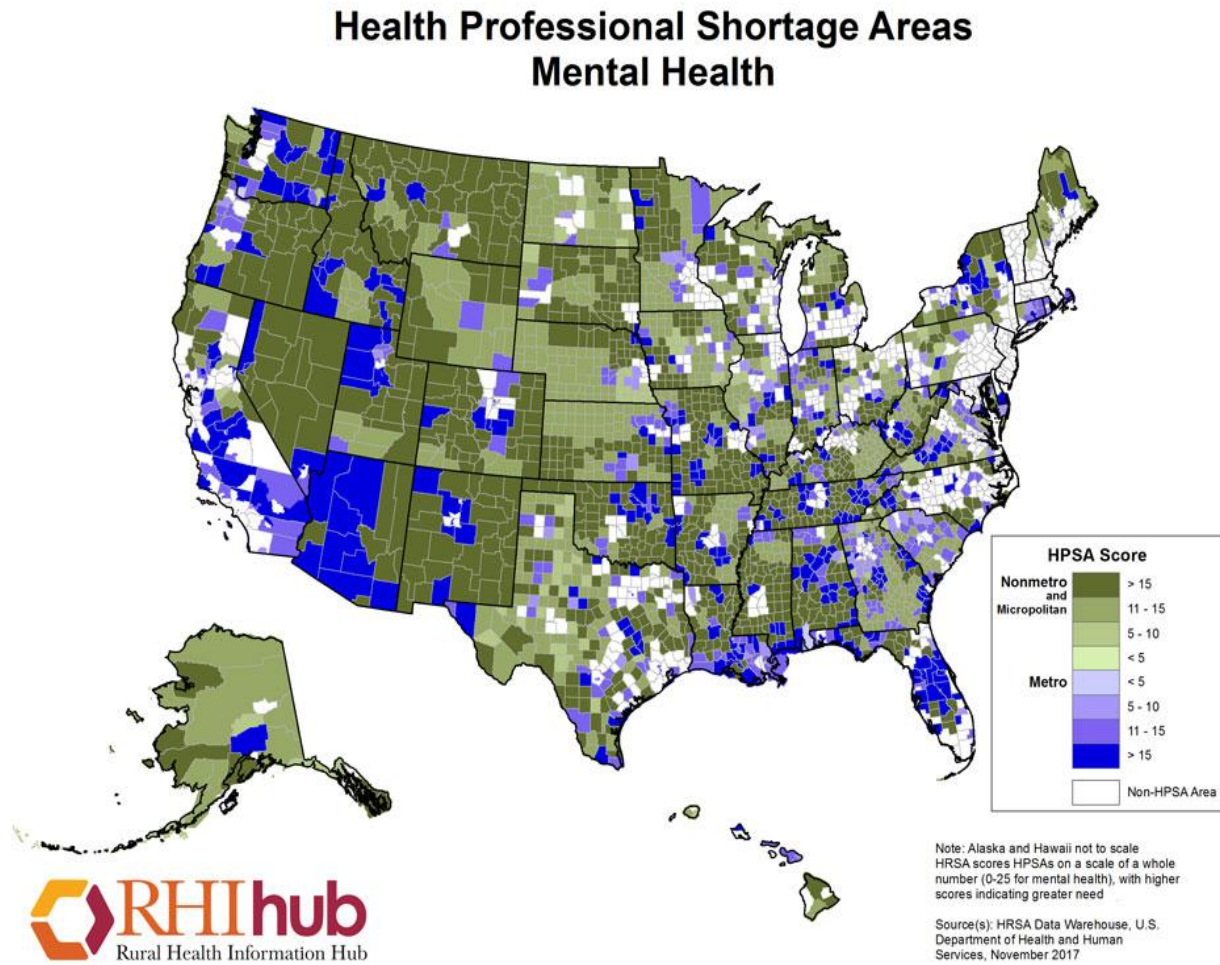 Health Professional Shortage Areas
Mental Health
HPSA Score
Nonmetro
and
Micropolitan
> 15
11 - 15
5 - 10
< 5
Metro
< 5
5 - 10
11 - 15
> 15
Non-HPSA Area
Note: Alaska and Hawaii not to scale
HRSA scores HPSAs on a scale of a whole
number (0-25 for mental health), with higher
scores indicating greater need
Source(s): HRSA Data Warehouse, U.S.
Department of Health and Human
Services, November 2017
RHIhub
Rural Health Information Hub